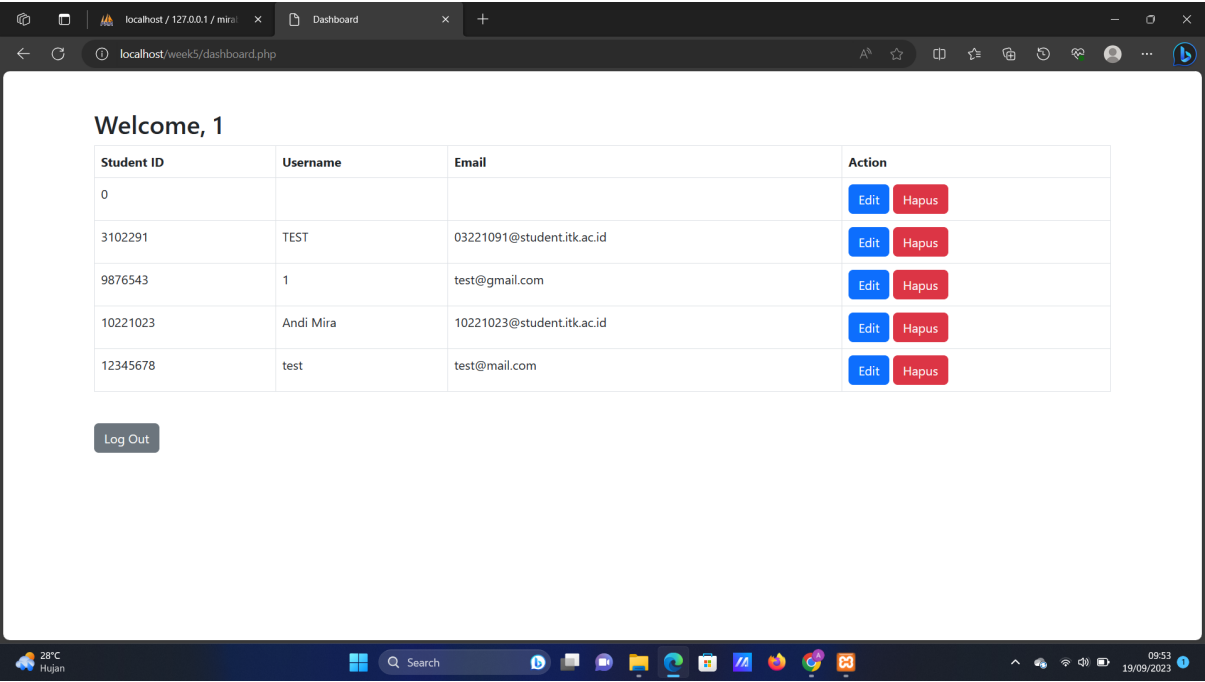 localhost / 127.0.0.1 / mira
Dashboard
localhost/week5/dashboard.php
Welcome, 1
Student ID Username Email Action
0 Edit Hapus
3102291 TEST 03221091@student.itk.ac.id Edit Hapus
9876543 1 test@gmail.com Edit Hapus
10221023 Andi Mira 10221023@student.itk.ac.id Edit Hapus
12345678 test test@mail.com Edit Hapus
Log Out
28°C
Hujan
Search
09:53
19/09/2023
1